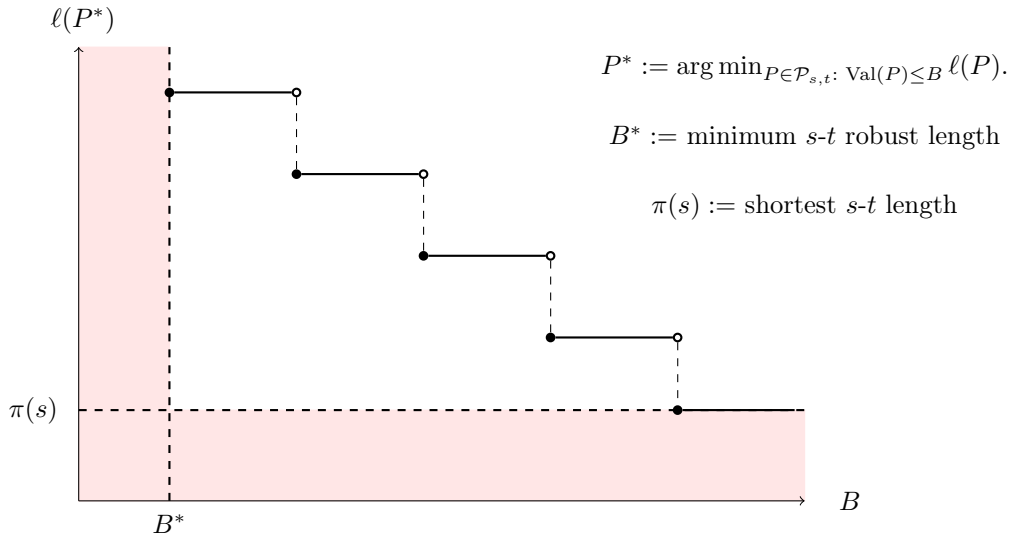 ℓ(P*)
P* := arg min_{P∈𝒫_{s,t}: Val(P)≤B} ℓ(P).
B* := minimum s-t robust length
π(s) := shortest s-t length
π(s)
B
B*